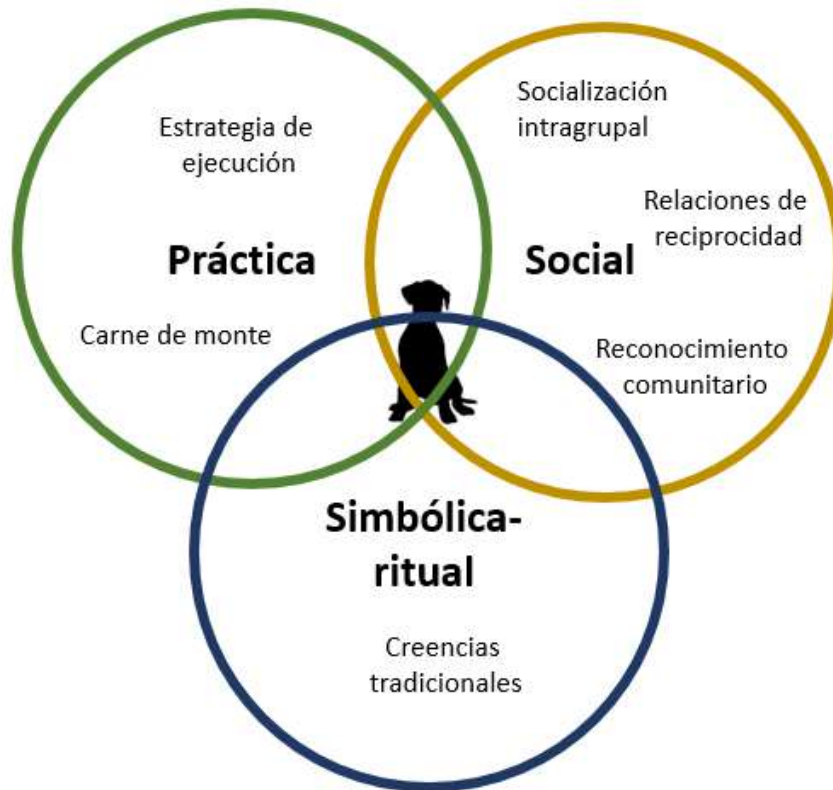 Estrategia de
ejecución
Práctica
Carne de monte
Socialización
intragrupal
Relaciones de
reciprocidad
Social
Reconocimiento
comunitario
Simbólica-
ritual
Creencias
tradicionales